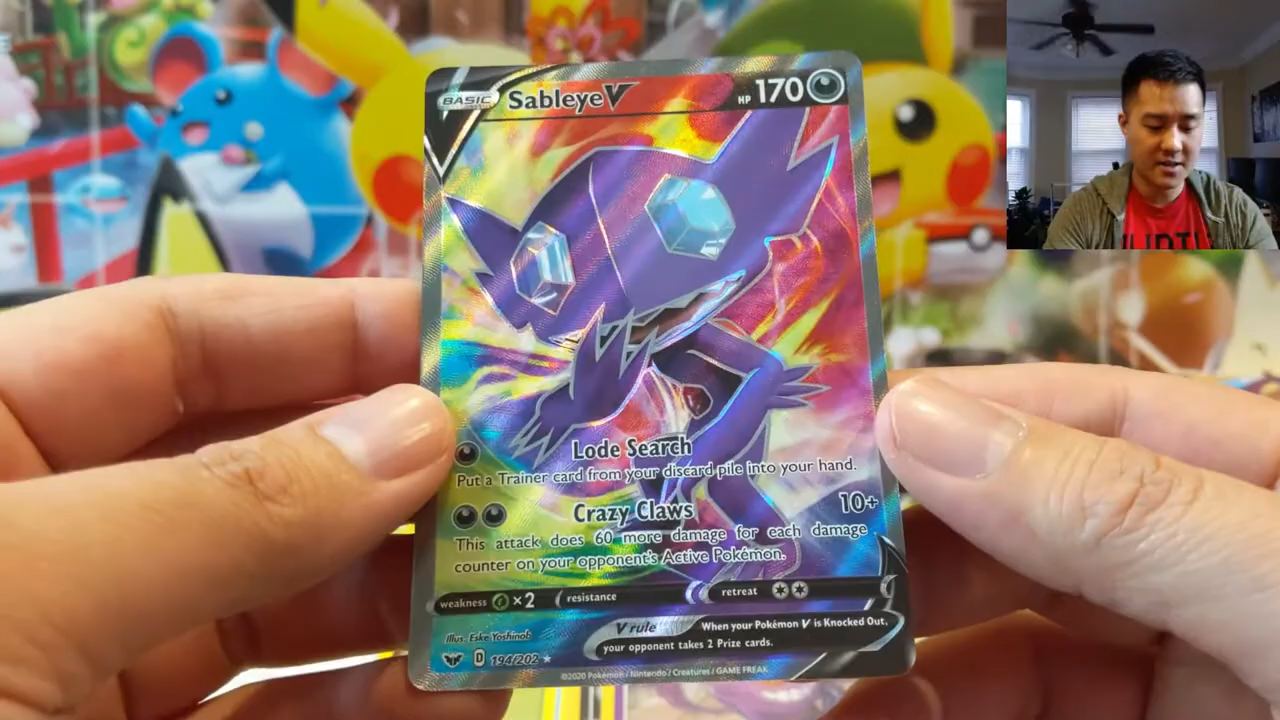 BASIC
Sableye V
HP 170
Lode Search
Put a Trainer card from your discard pile into your hand.
Crazy Claws 10+
This attack does 60 more damage for each damage
counter on your opponent's Active Pokémon.
weakness ×2 resistance retreat
V rule When your Pokémon V is Knocked Out,
your opponent takes 2 Prize cards.
Illus. Eske Yoshinob
D 194/202
©2020 Pokémon / Nintendo / Creatures / GAME FREAK